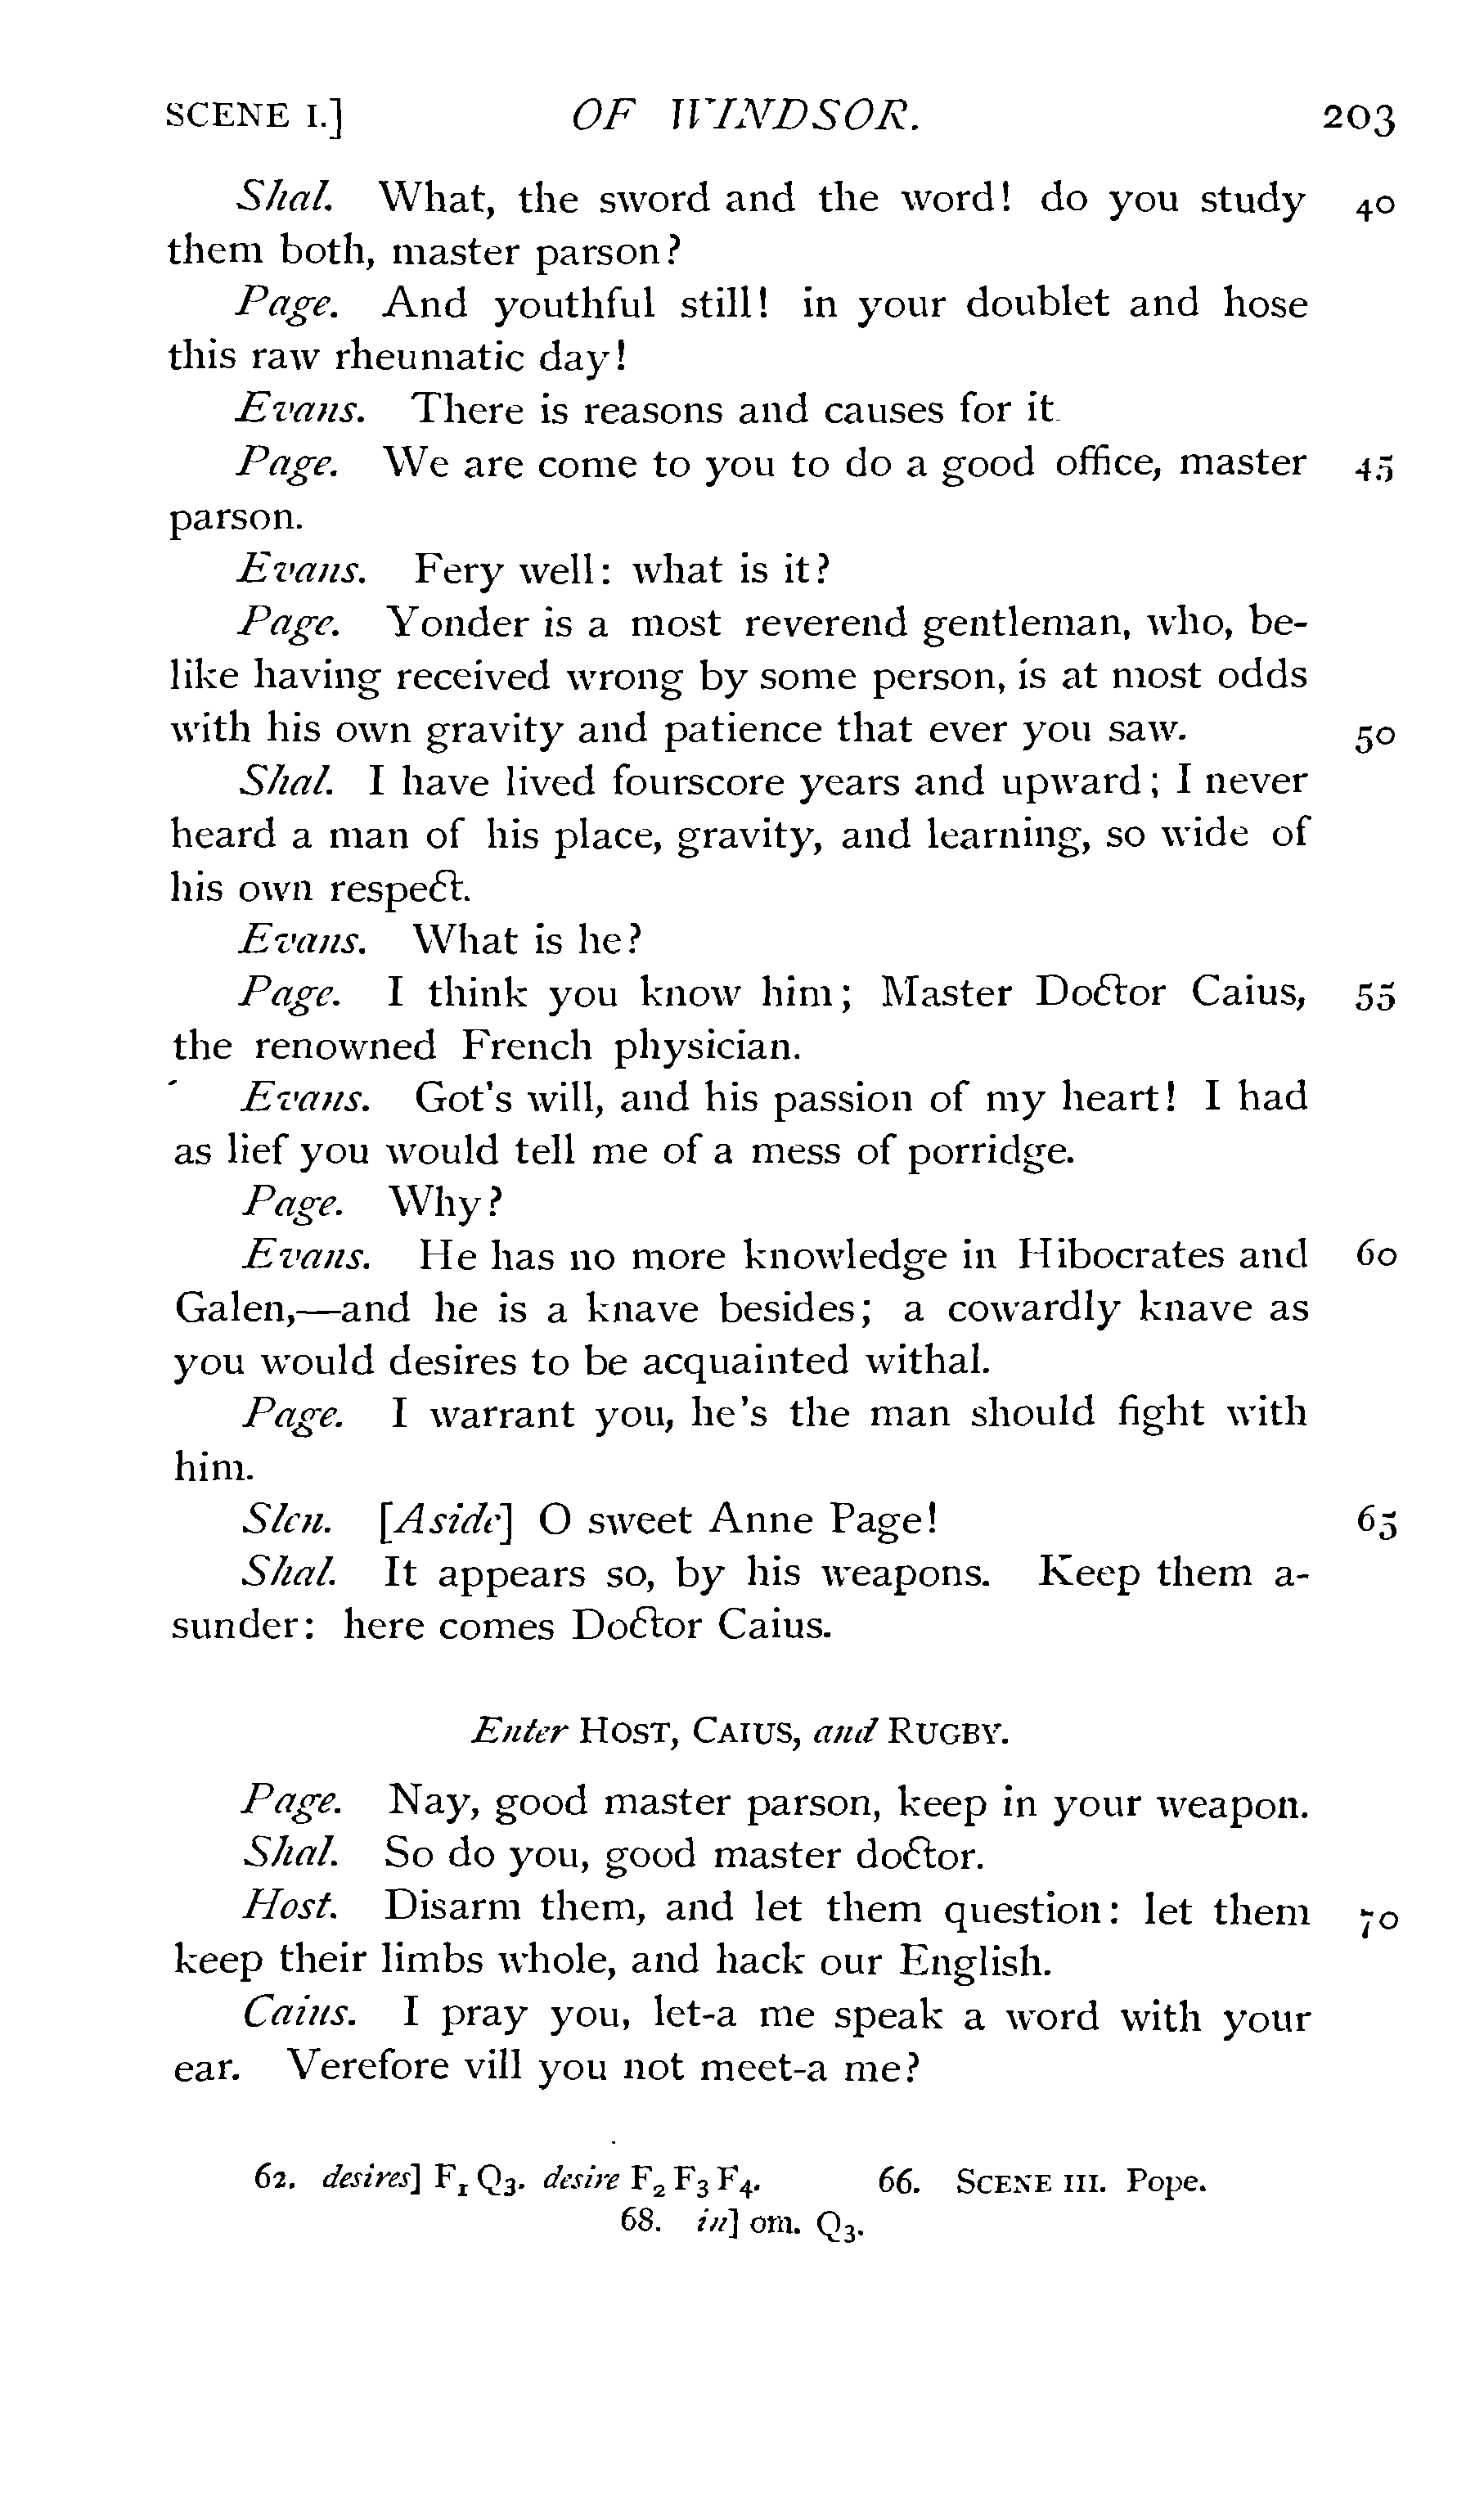 SCENE I.] OF WINDSOR. 203
Shal. What, the sword and the word! do you study 40
them both, master parson?
Page. And youthful still! in your doublet and hose
this raw rheumatic day!
Evans. There is reasons and causes for it.
Page. We are come to you to do a good office, master 45
parson.
Evans. Fery well: what is it?
Page. Yonder is a most reverend gentleman, who, be-
like having received wrong by some person, is at most odds
with his own gravity and patience that ever you saw. 50
Shal. I have lived fourscore years and upward; I never
heard a man of his place, gravity, and learning, so wide of
his own respect.
Evans. What is he?
Page. I think you know him; Master Doctor Caius, 55
the renowned French physician.
Evans. Got's will, and his passion of my heart! I had
as lief you would tell me of a mess of porridge.
Page. Why?
Evans. He has no more knowledge in Hibocrates and 60
Galen,—and he is a knave besides; a cowardly knave as
you would desires to be acquainted withal.
Page. I warrant you, he's the man should fight with
him.
Slen. [Aside] O sweet Anne Page! 65
Shal. It appears so, by his weapons. Keep them a-
sunder: here comes Doctor Caius.
Enter HOST, CAIUS, and RUGBY.
Page. Nay, good master parson, keep in your weapon.
Shal. So do you, good master doctor.
Host. Disarm them, and let them question: let them 70
keep their limbs whole, and hack our English.
Caius. I pray you, let-a me speak a word with your
ear. Verefore vill you not meet-a me?
62. desires] F1 Q3. desire F2 F3 F4. 66. SCENE III. Pope.
68. in] om. Q3.